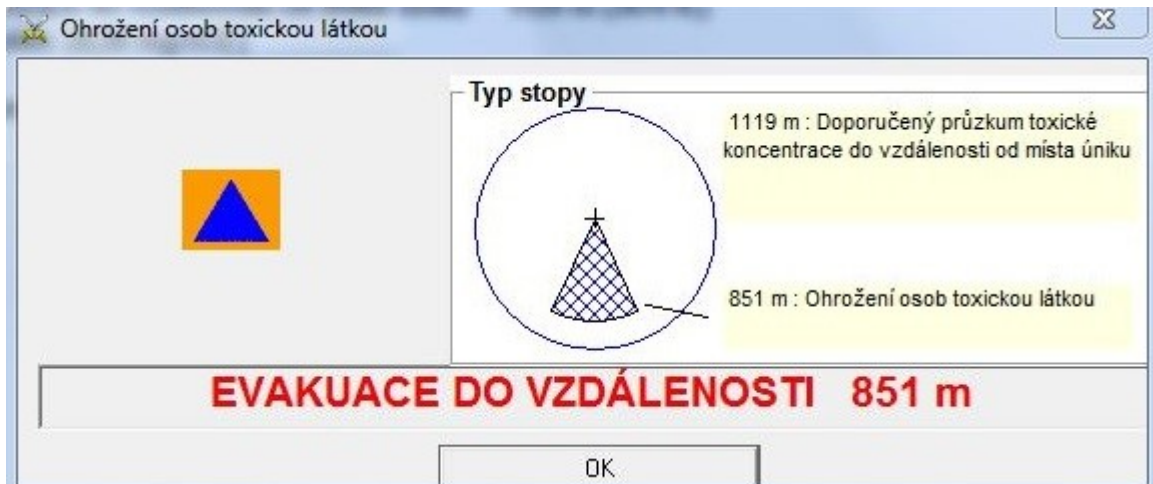 Ohrožení osob toxickou látkou
Typ stopy
1119 m : Doporučený průzkum toxické
koncentrace do vzdálenosti od místa úniku
851 m : Ohrožení osob toxickou látkou
EVAKUACE DO VZDÁLENOSTI 851 m
OK